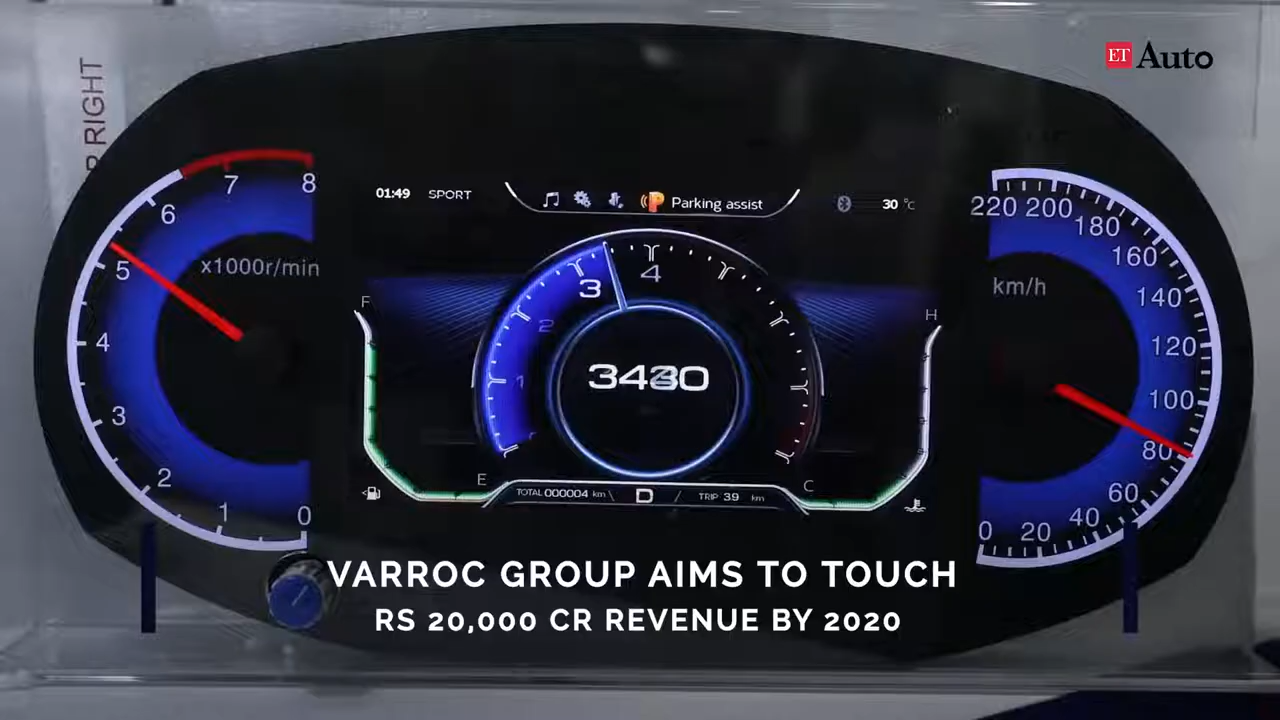 ET Auto
P RIGHT
01:49 SPORT
Parking assist
30 °C
7
8
6
5
4
3
2
1
0
x1000r/min
F
E
1
2
3
4
H
C
TOTAL 000004 km
D
TRIP 39 km
220
200
180
160
140
120
100
80
60
40
20
0
km/h
VARROC GROUP AIMS TO TOUCH
RS 20,000 CR REVENUE BY 2020